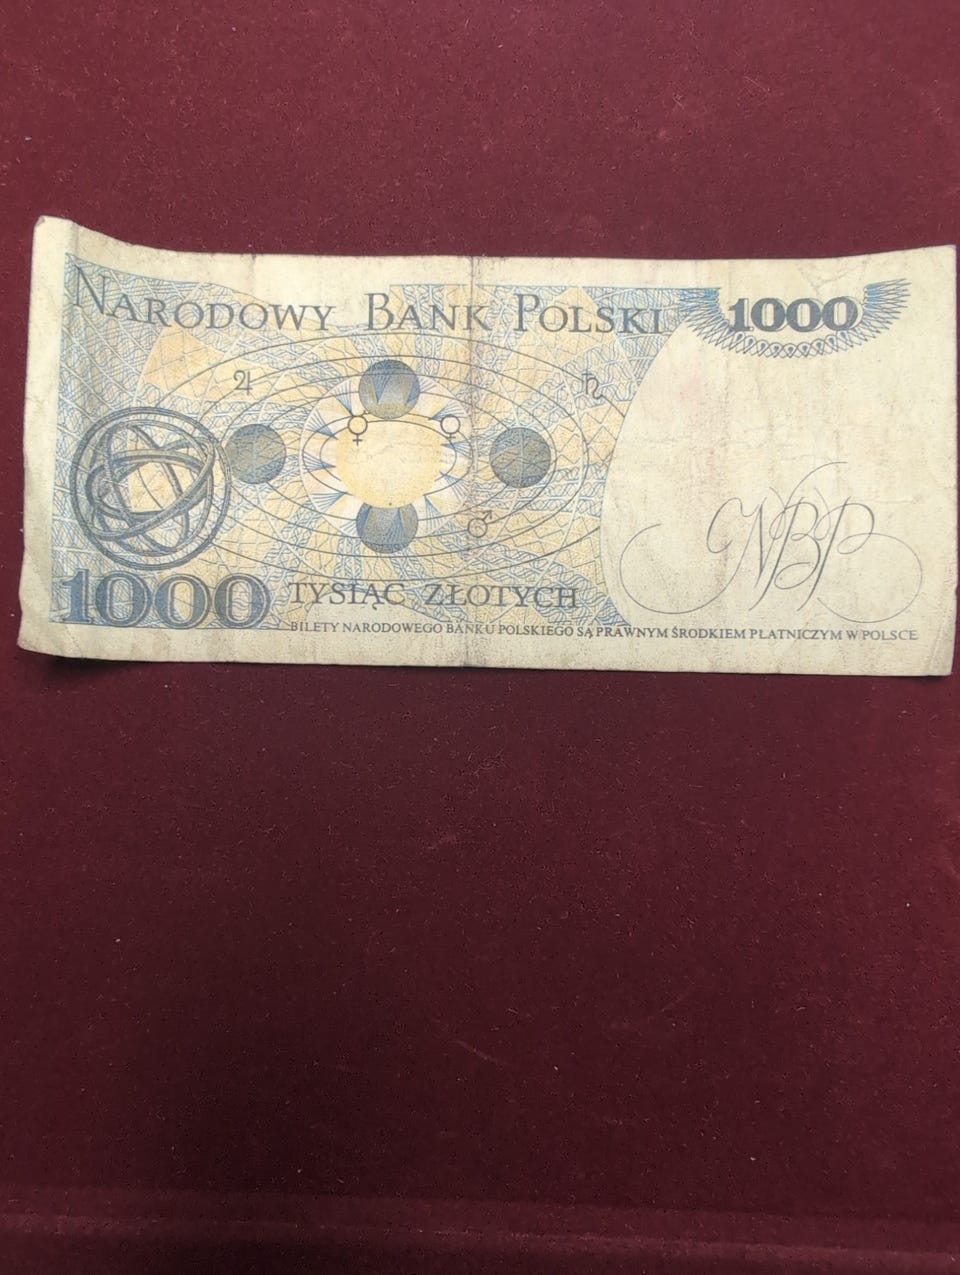 NARODOWY BANK POLSKI
1000
♃
♄
☿
♀
♂
NBP
1000
TYSIĄC ZŁOTYCH
BILETY NARODOWEGO BANKU POLSKIEGO SĄ PRAWNYM ŚRODKIEM PŁATNICZYM W POLSCE